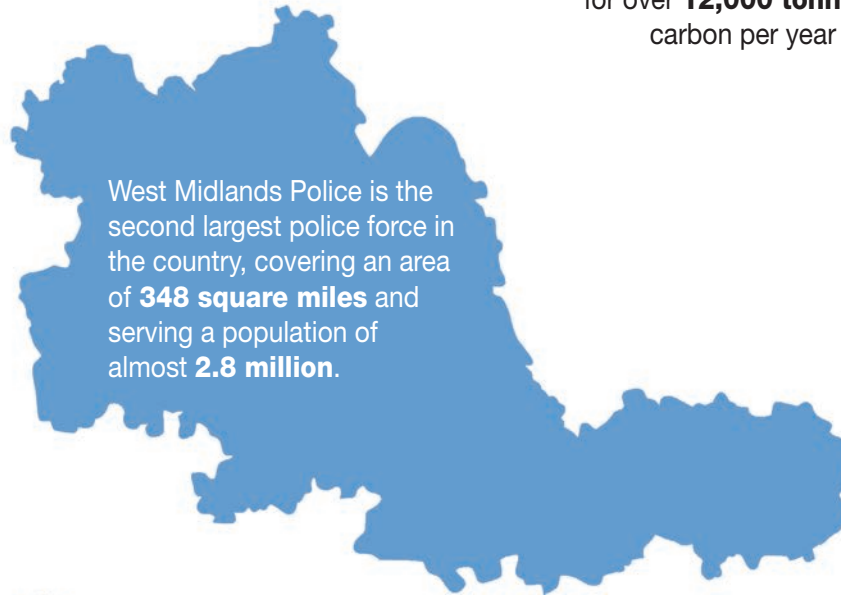 for over 12,000 tonn
carbon per year
West Midlands Police is the
second largest police force in
the country, covering an area
of 348 square miles and
serving a population of
almost 2.8 million.